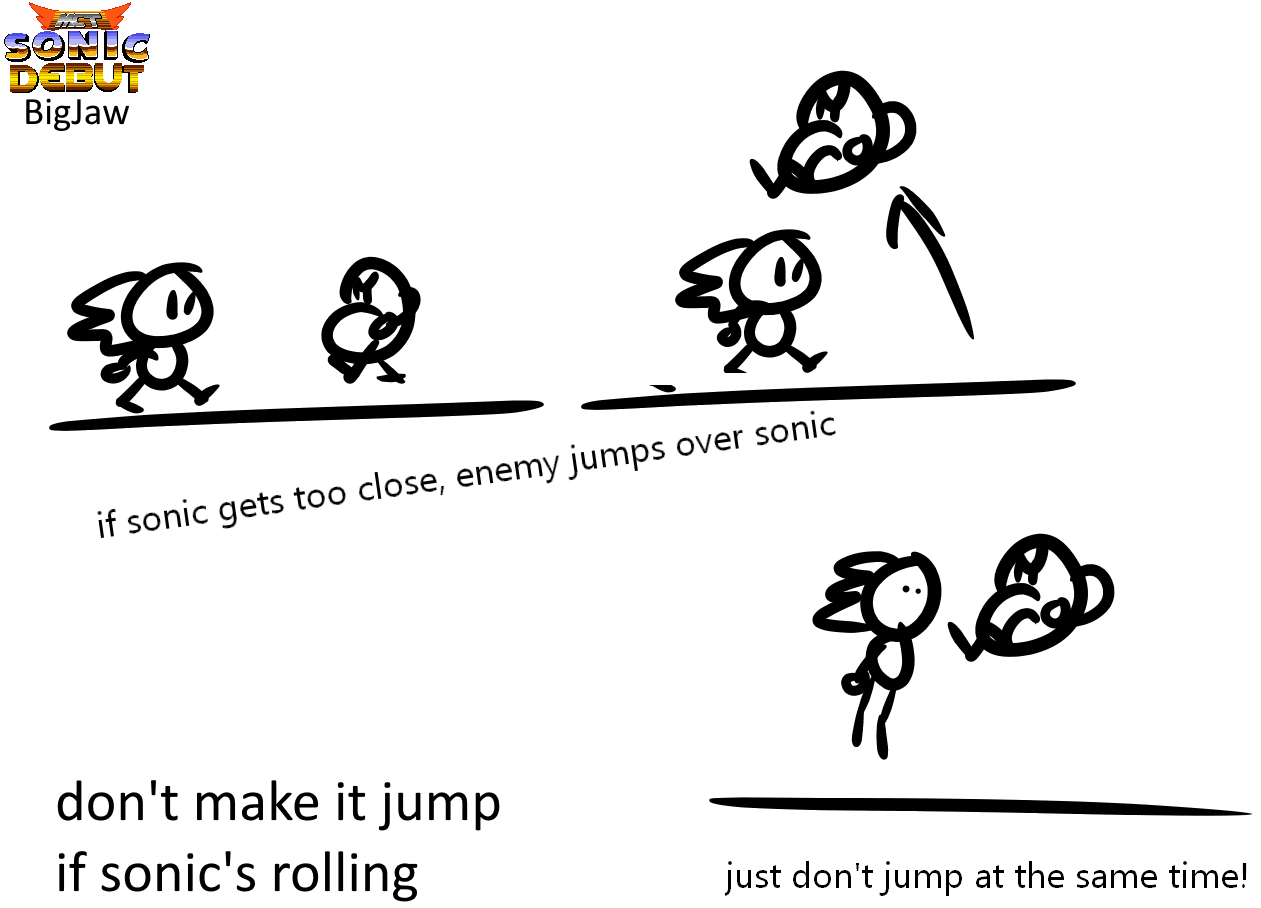 MCT
SONIC
DEBUT
BigJaw
if sonic gets too close, enemy jumps over sonic
don't make it jump
if sonic's rolling
just don't jump at the same time!